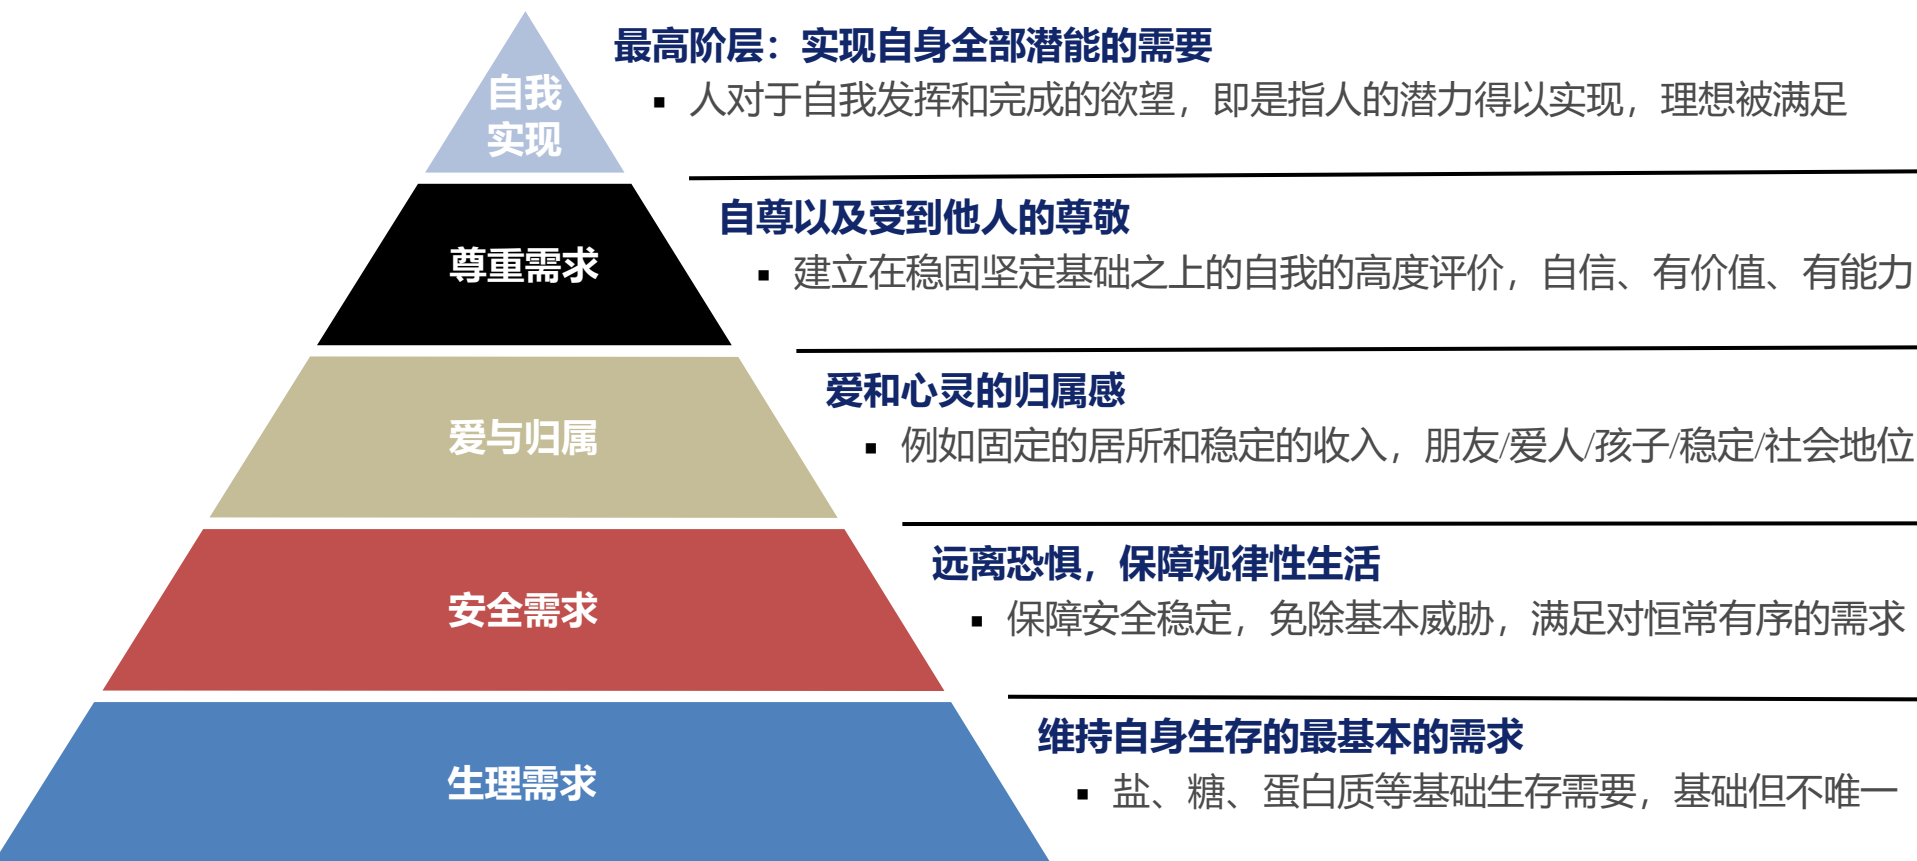 最高阶层：实现自身全部潜能的需要
自我
实现
▪ 人对于自我发挥和完成的欲望，即是指人的潜力得以实现，理想被满足
自尊以及受到他人的尊敬
尊重需求
▪ 建立在稳固坚定基础之上的自我的高度评价，自信、有价值、有能力
爱和心灵的归属感
爱与归属
▪ 例如固定的居所和稳定的收入，朋友/爱人/孩子/稳定/社会地位
远离恐惧，保障规律性生活
安全需求
▪ 保障安全稳定，免除基本威胁，满足对恒常有序的需求
维持自身生存的最基本的需求
生理需求
▪ 盐、糖、蛋白质等基础生存需要，基础但不唯一